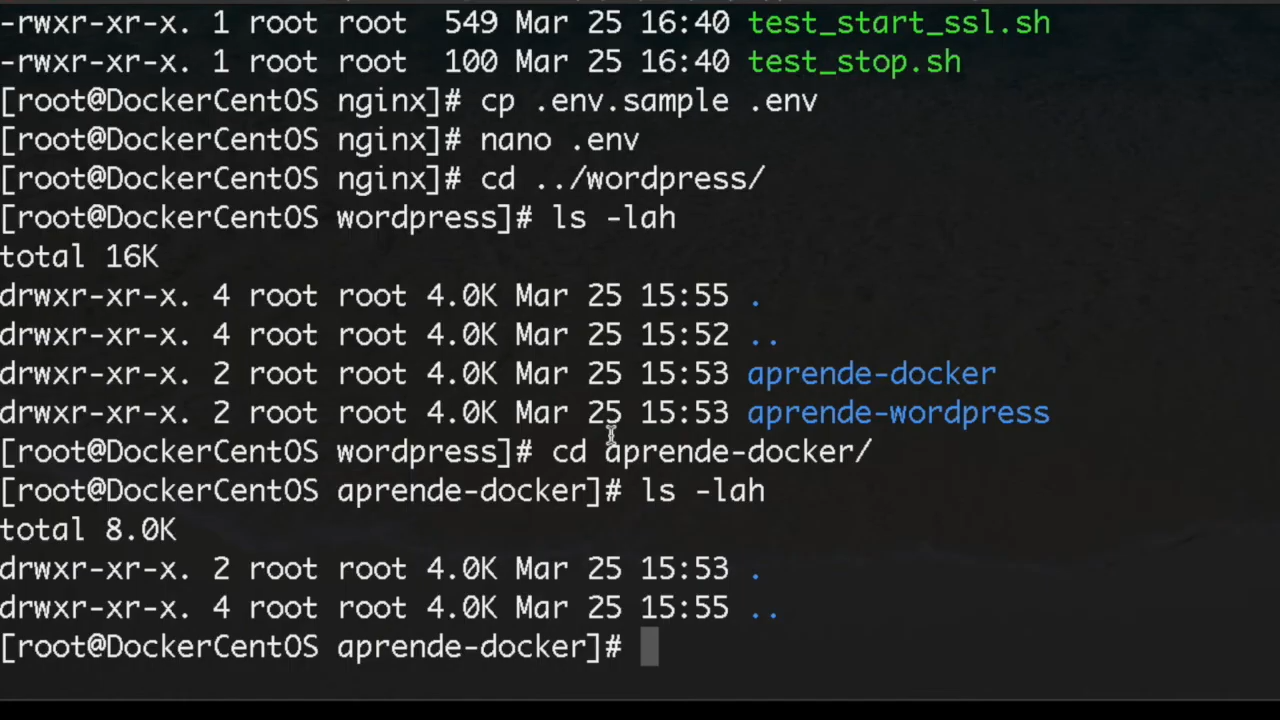 -rwxr-xr-x. 1 root root  549 Mar 25 16:40 test_start_ssl.sh
-rwxr-xr-x. 1 root root  100 Mar 25 16:40 test_stop.sh
[root@DockerCentOS nginx]# cp .env.sample .env
[root@DockerCentOS nginx]# nano .env
[root@DockerCentOS nginx]# cd ../wordpress/
[root@DockerCentOS wordpress]# ls -lah
total 16K
drwxr-xr-x. 4 root root 4.0K Mar 25 15:55 .
drwxr-xr-x. 4 root root 4.0K Mar 25 15:52 ..
drwxr-xr-x. 2 root root 4.0K Mar 25 15:53 aprende-docker
drwxr-xr-x. 2 root root 4.0K Mar 25 15:53 aprende-wordpress
[root@DockerCentOS wordpress]# cd aprende-docker/
[root@DockerCentOS aprende-docker]# ls -lah
total 8.0K
drwxr-xr-x. 2 root root 4.0K Mar 25 15:53 .
drwxr-xr-x. 4 root root 4.0K Mar 25 15:55 ..
[root@DockerCentOS aprende-docker]#